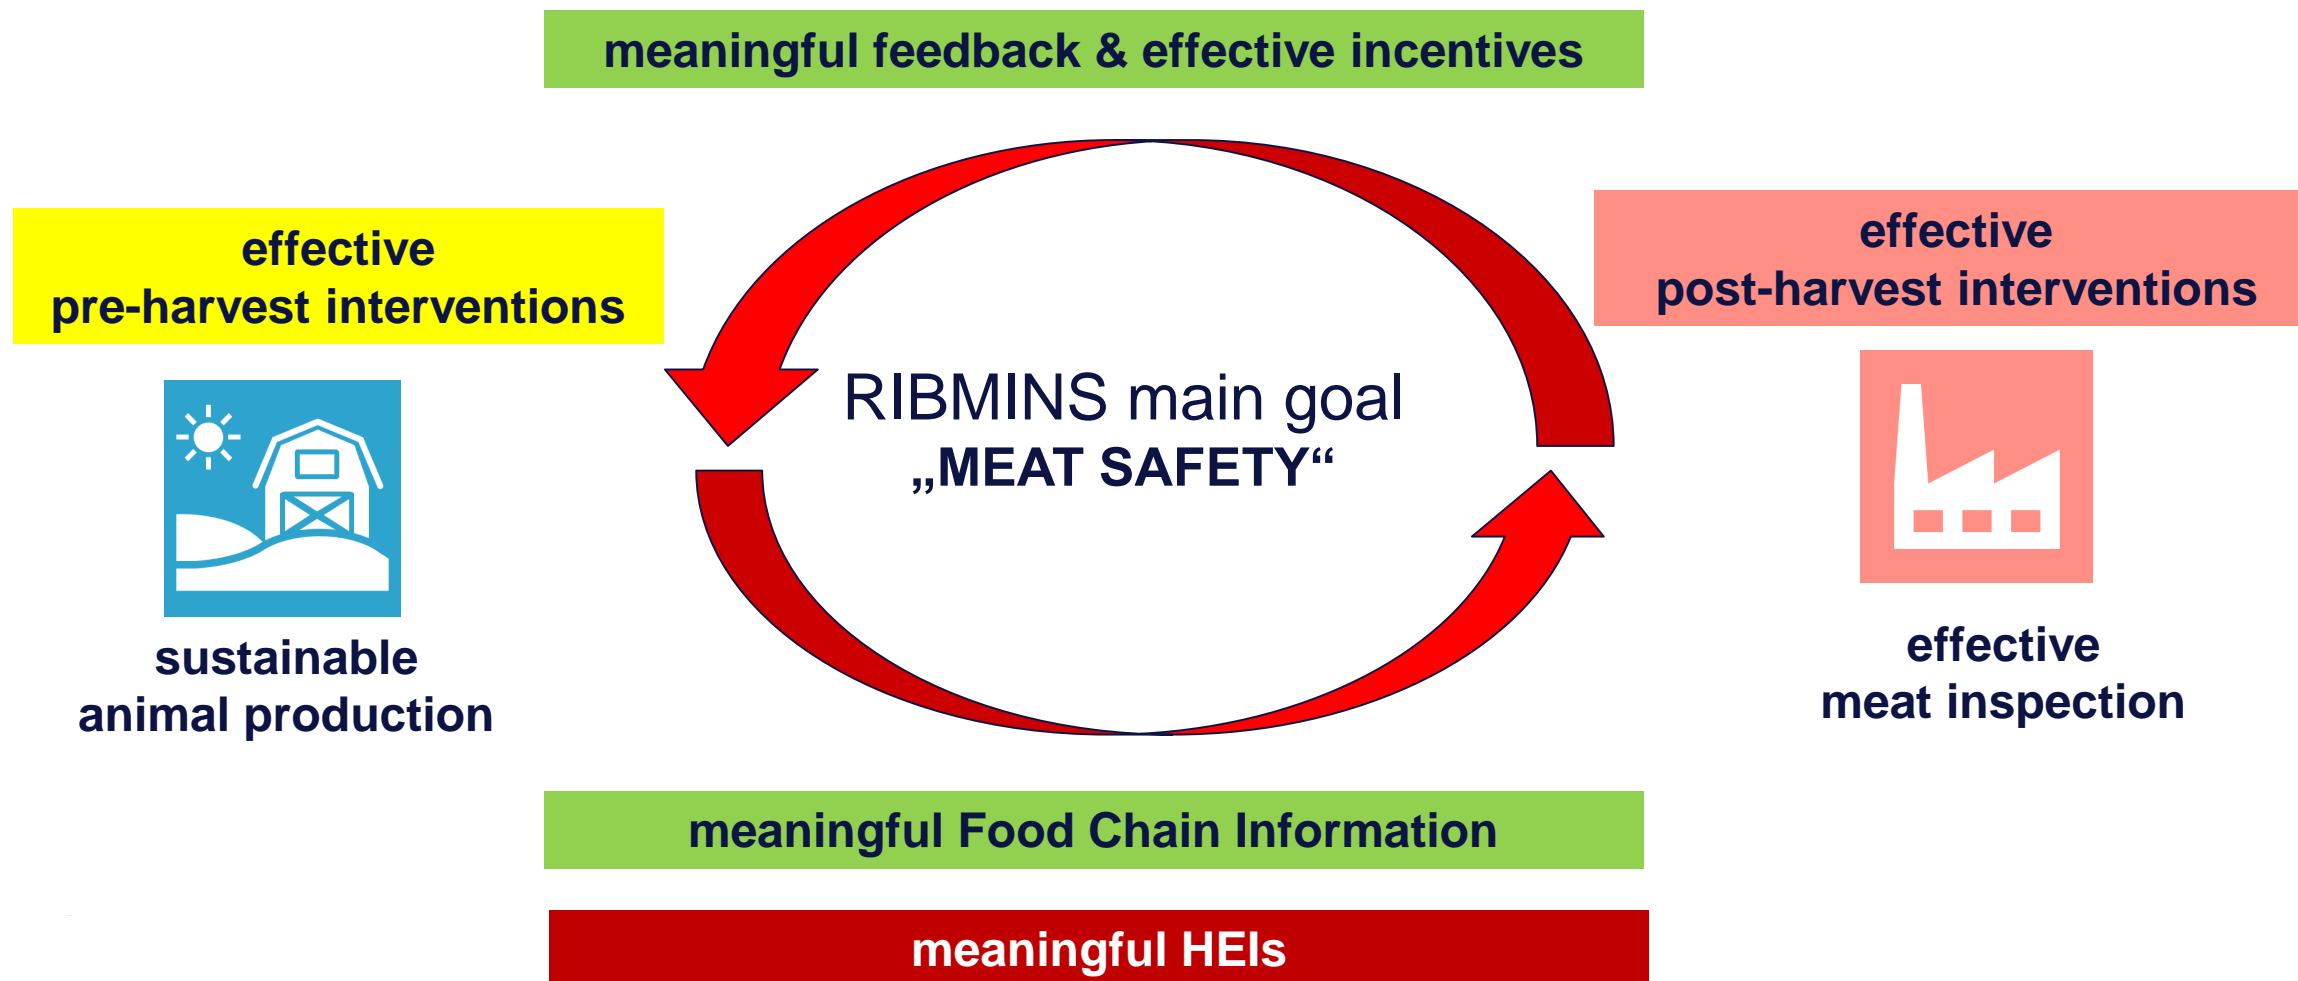 meaningful feedback & effective incentives
effective
pre-harvest interventions
effective
post-harvest interventions
RIBMINS main goal
„MEAT SAFETY“
sustainable
animal production
effective
meat inspection
meaningful Food Chain Information
meaningful HEIs